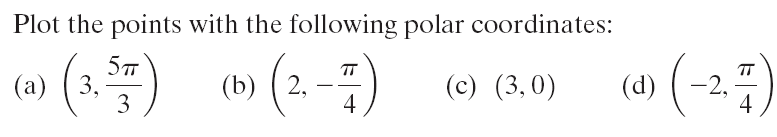 Plot the points with the following polar coordinates:
(a) (3, 5π/3) (b) (2, −π/4) (c) (3, 0) (d) (−2, π/4)